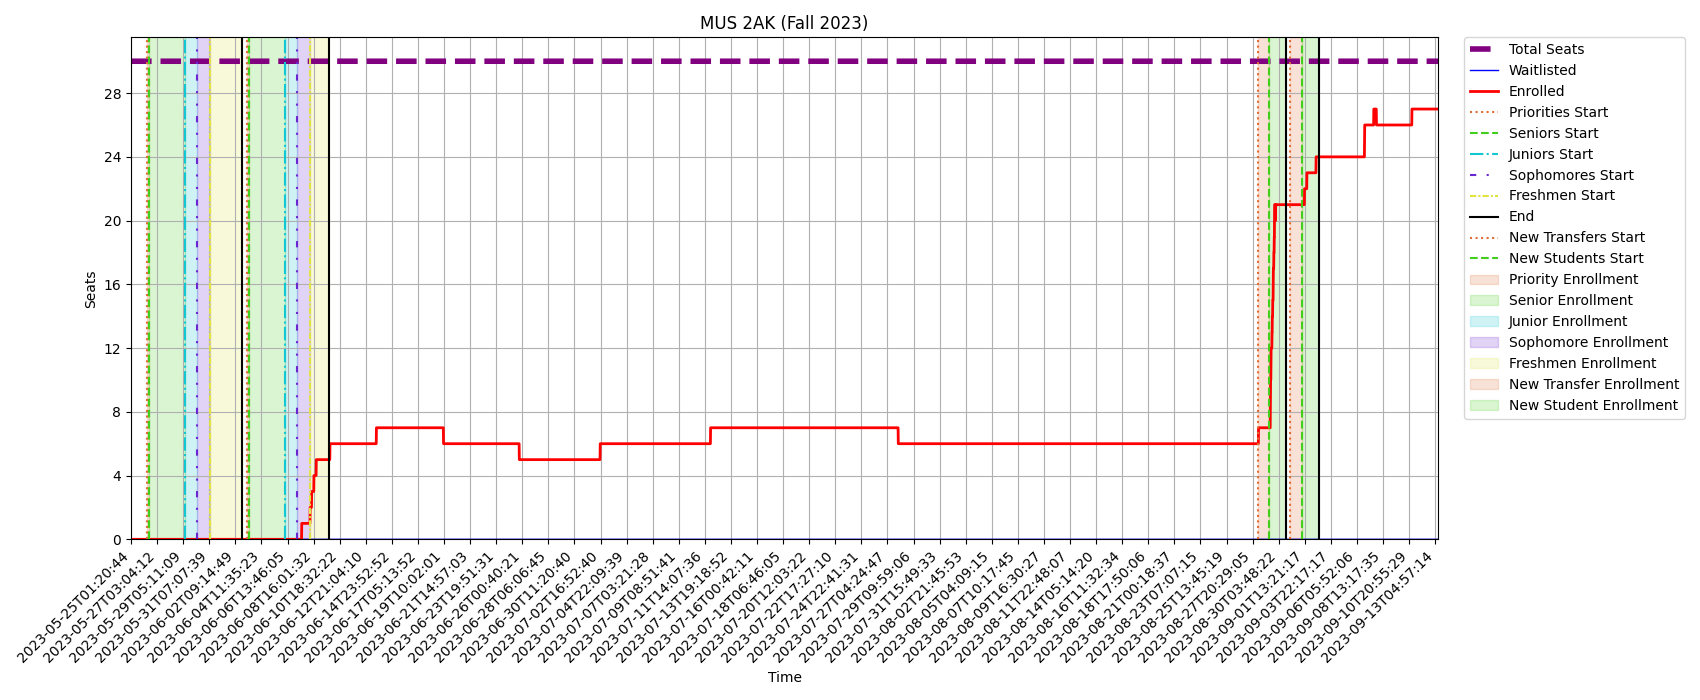 MUS 2AK (Fall 2023)
Seats
28
24
20
16
12
8
4
0
2023-05-25T01:20:44
2023-05-27T03:04:12
2023-05-29T05:11:09
2023-05-31T07:07:39
2023-06-02T09:14:49
2023-06-04T11:35:23
2023-06-06T13:46:05
2023-06-08T16:01:32
2023-06-10T18:32:22
2023-06-12T21:04:10
2023-06-14T23:52:52
2023-06-17T05:13:52
2023-06-19T10:02:01
2023-06-21T14:57:03
2023-06-23T19:51:31
2023-06-26T00:40:21
2023-06-28T06:06:45
2023-06-30T11:20:40
2023-07-02T16:52:40
2023-07-04T22:09:39
2023-07-07T03:21:28
2023-07-09T08:51:41
2023-07-11T14:07:36
2023-07-13T19:18:52
2023-07-16T00:42:11
2023-07-18T06:46:05
2023-07-20T12:03:22
2023-07-22T17:27:10
2023-07-24T22:41:31
2023-07-27T04:24:47
2023-07-29T09:59:06
2023-07-31T15:49:33
2023-08-02T21:45:53
2023-08-05T04:09:15
2023-08-07T10:17:45
2023-08-09T16:30:27
2023-08-11T22:48:07
2023-08-14T05:14:20
2023-08-16T11:32:34
2023-08-18T17:50:06
2023-08-21T00:18:37
2023-08-23T07:07:15
2023-08-25T13:45:19
2023-08-27T20:29:05
2023-08-30T03:48:22
2023-09-01T13:21:17
2023-09-03T22:17:17
2023-09-06T05:52:06
2023-09-08T13:17:35
2023-09-10T20:55:29
2023-09-13T04:57:14
Time
Total Seats
Waitlisted
Enrolled
Priorities Start
Seniors Start
Juniors Start
Sophomores Start
Freshmen Start
End
New Transfers Start
New Students Start
Priority Enrollment
Senior Enrollment
Junior Enrollment
Sophomore Enrollment
Freshmen Enrollment
New Transfer Enrollment
New Student Enrollment